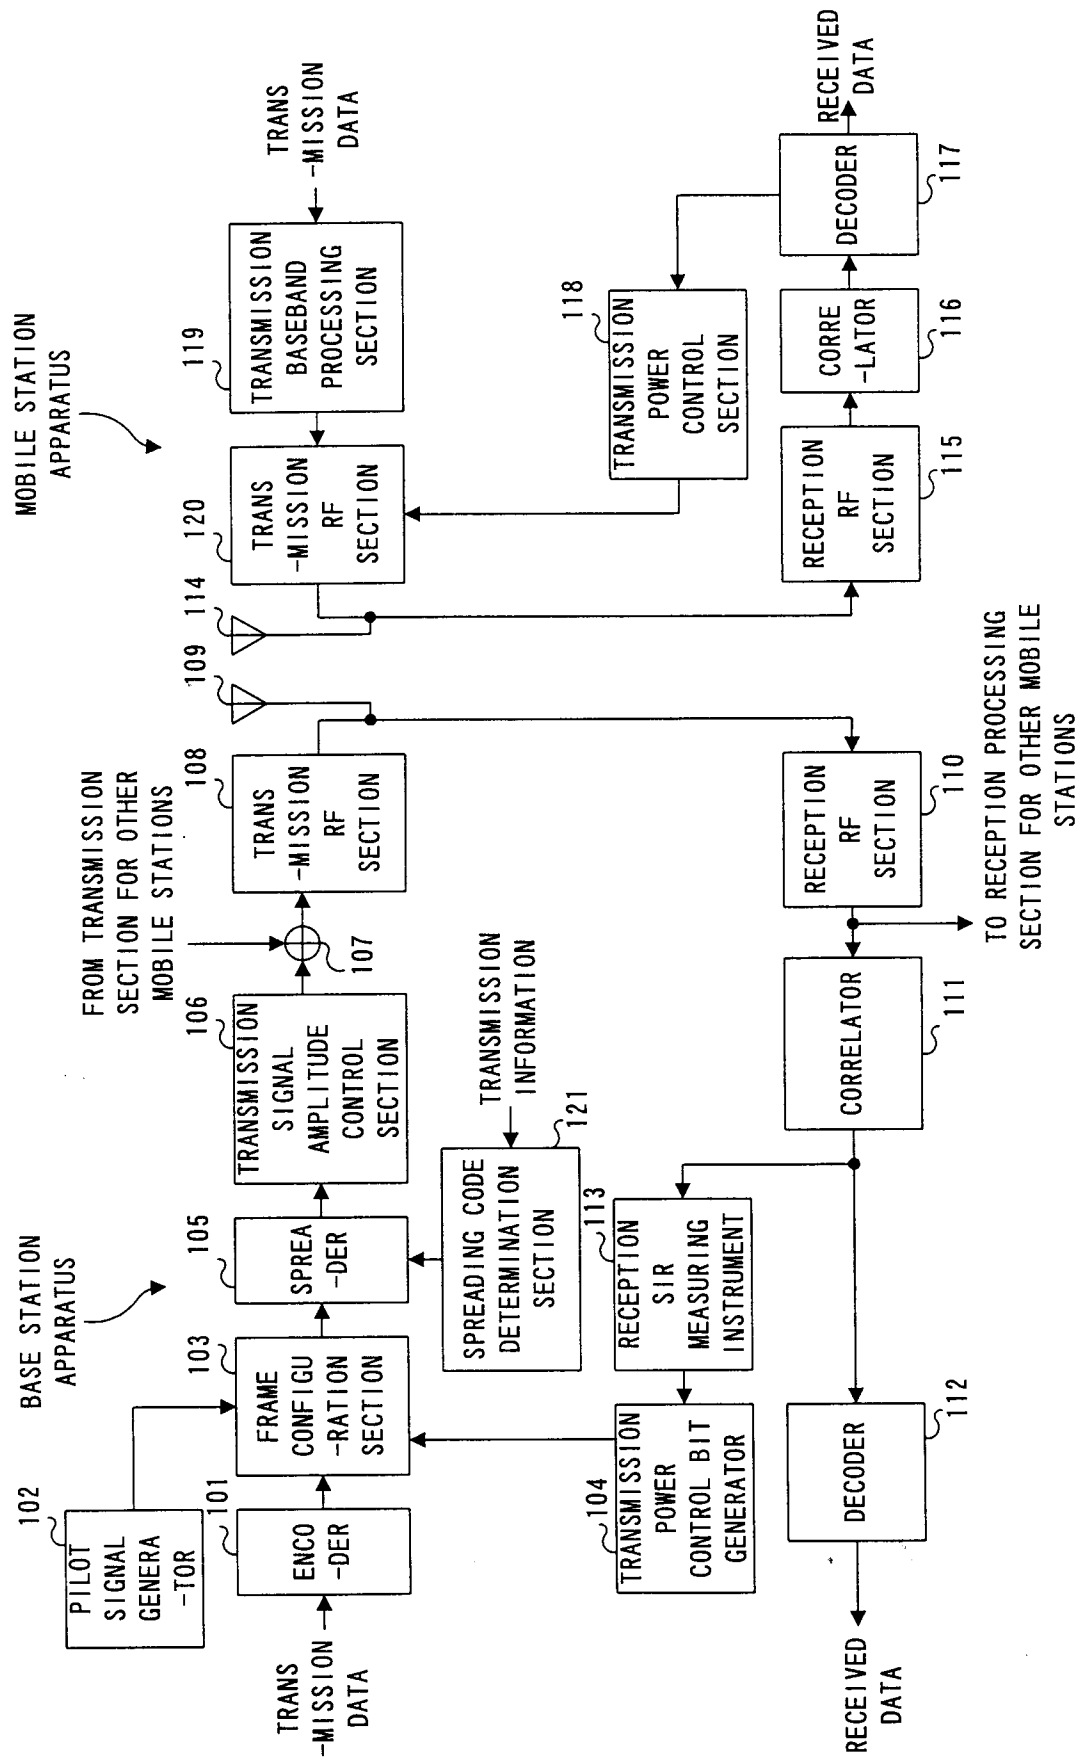 BASE STATION
APPARATUS
MOBILE STATION
APPARATUS
102
PILOT
SIGNAL
GENERA
-TOR
TRANS
-MISSION
DATA
101
ENCO
-DER
103
FRAME
CONFIGU
-RATION
SECTION
105
SPREA
-DER
106
TRANSMISSION
SIGNAL
AMPLITUDE
CONTROL
SECTION
FROM TRANSMISSION
SECTION FOR OTHER
MOBILE STATIONS
107
108
TRANS
-MISSION
RF
SECTION
109
114
120
TRANS
-MISSION
RF
SECTION
119
TRANSMISSION
BASEBAND
PROCESSING
SECTION
TRANS
-MISSION
DATA
SPREADING CODE
DETERMINATION
SECTION
121
TRANSMISSION
INFORMATION
104
TRANSMISSION
POWER
CONTROL BIT
GENERATOR
113
RECEPTION
SIR
MEASURING
INSTRUMENT
118
TRANSMISSION
POWER
CONTROL
SECTION
RECEIVED
DATA
DECODER
112
CORRELATOR
111
RECEPTION
RF
SECTION
110
TO RECEPTION PROCESSING
SECTION FOR OTHER MOBILE
STATIONS
RECEPTION
RF
SECTION
115
CORRE
-LATOR
116
DECODER
117
RECEIVED
DATA